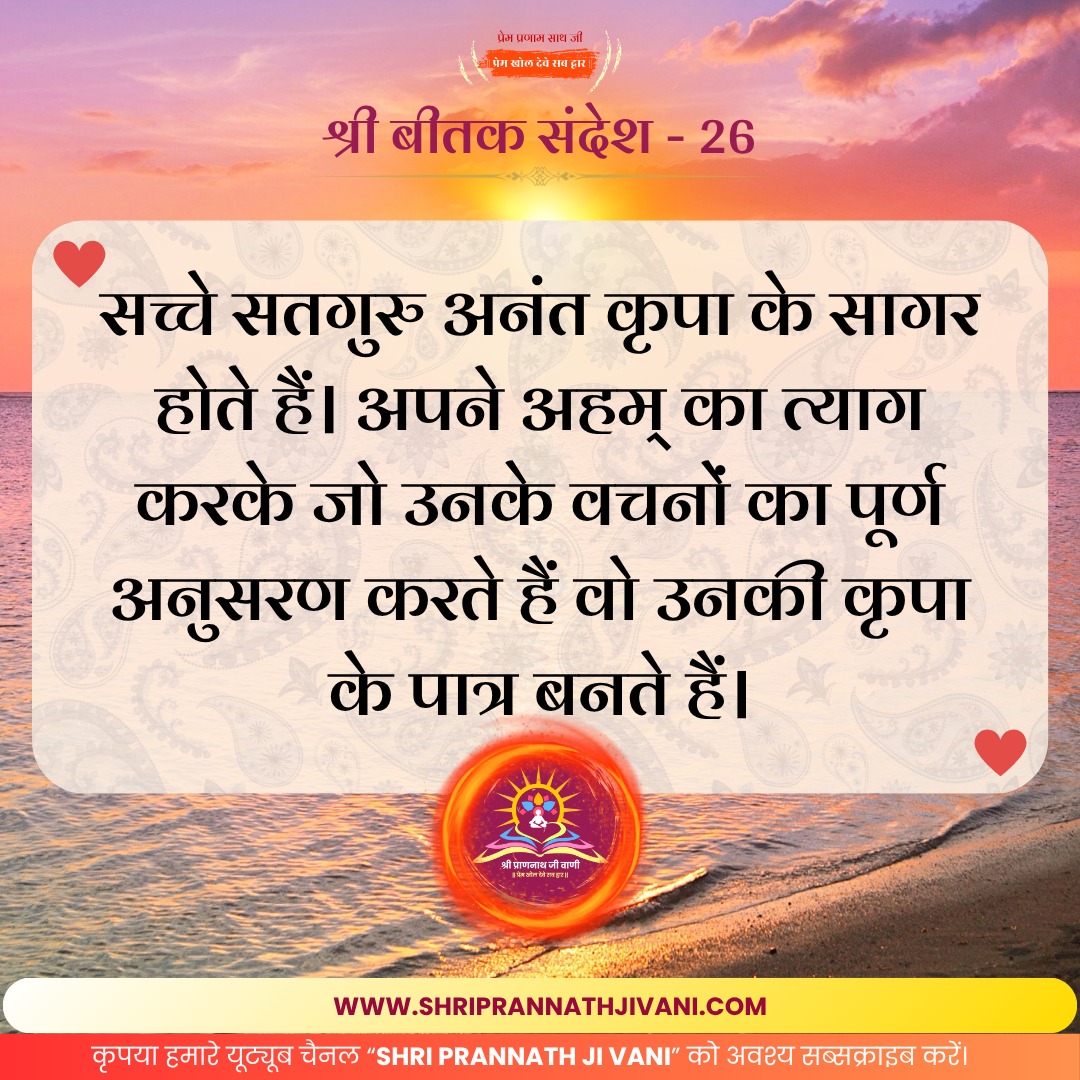 प्रेम प्रणाम साथ जी
प्रेम खोल देवे सब द्वार
श्री बीतक संदेश - 26
सच्चे सतगुरु अनंत कृपा के सागर
होते हैं। अपने अहम् का त्याग
करके जो उनके वचनों का पूर्ण
अनुसरण करते हैं वो उनकी कृपा
के पात्र बनते हैं।
श्री प्राणनाथ जी वाणी
|| प्रेम खोल देवे सब द्वार ||
WWW.SHRIPRANNATHJIVANI.COM
कृपया हमारे यूट्यूब चैनल “SHRI PRANNATH JI VANI” को अवश्य सब्सक्राइब करें।